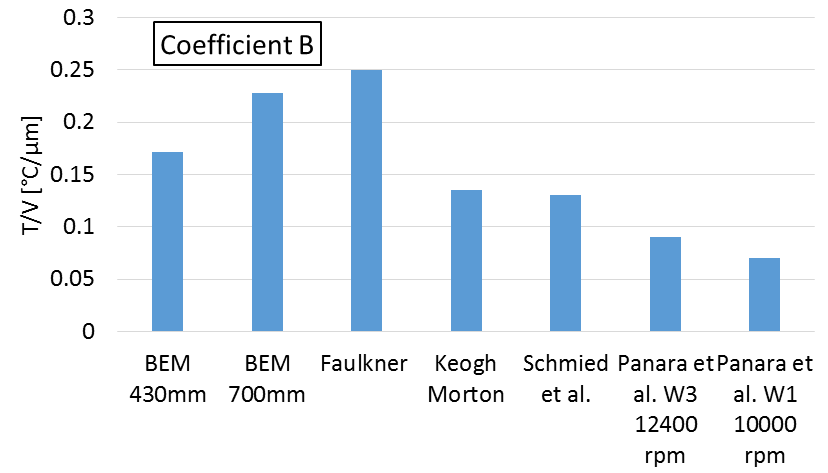 Coefficient B
T/V [°C/µm]
0.3
0.25
0.2
0.15
0.1
0.05
0
BEM
430mm
BEM
700mm
Faulkner
Keogh
Morton
Schmied
et al.
Panara et
al. W3
12400
rpm
Panara et
al. W1
10000
rpm